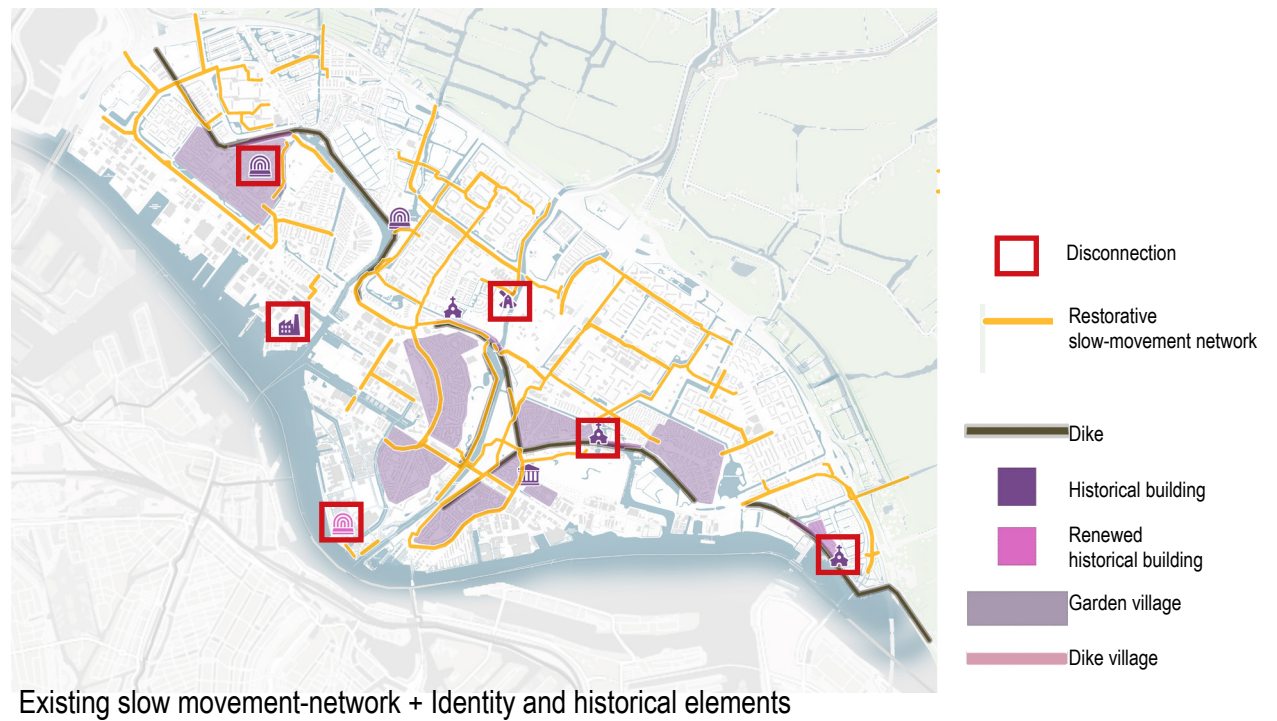 Disconnection
Restorative
slow-movement network
Dike
Historical building
Renewed
historical building
Garden village
Dike village
Existing slow movement-network + Identity and historical elements